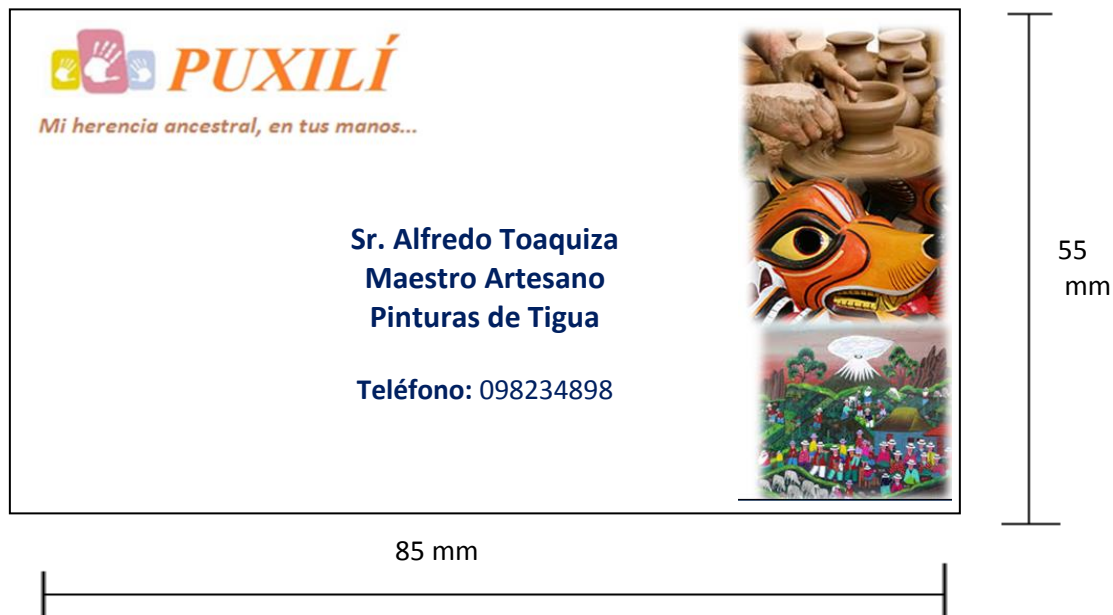 PUXILÍ
Mi herencia ancestral, en tus manos...
Sr. Alfredo Toaquiza
Maestro Artesano
Pinturas de Tigua
Teléfono: 098234898
55
mm
85 mm